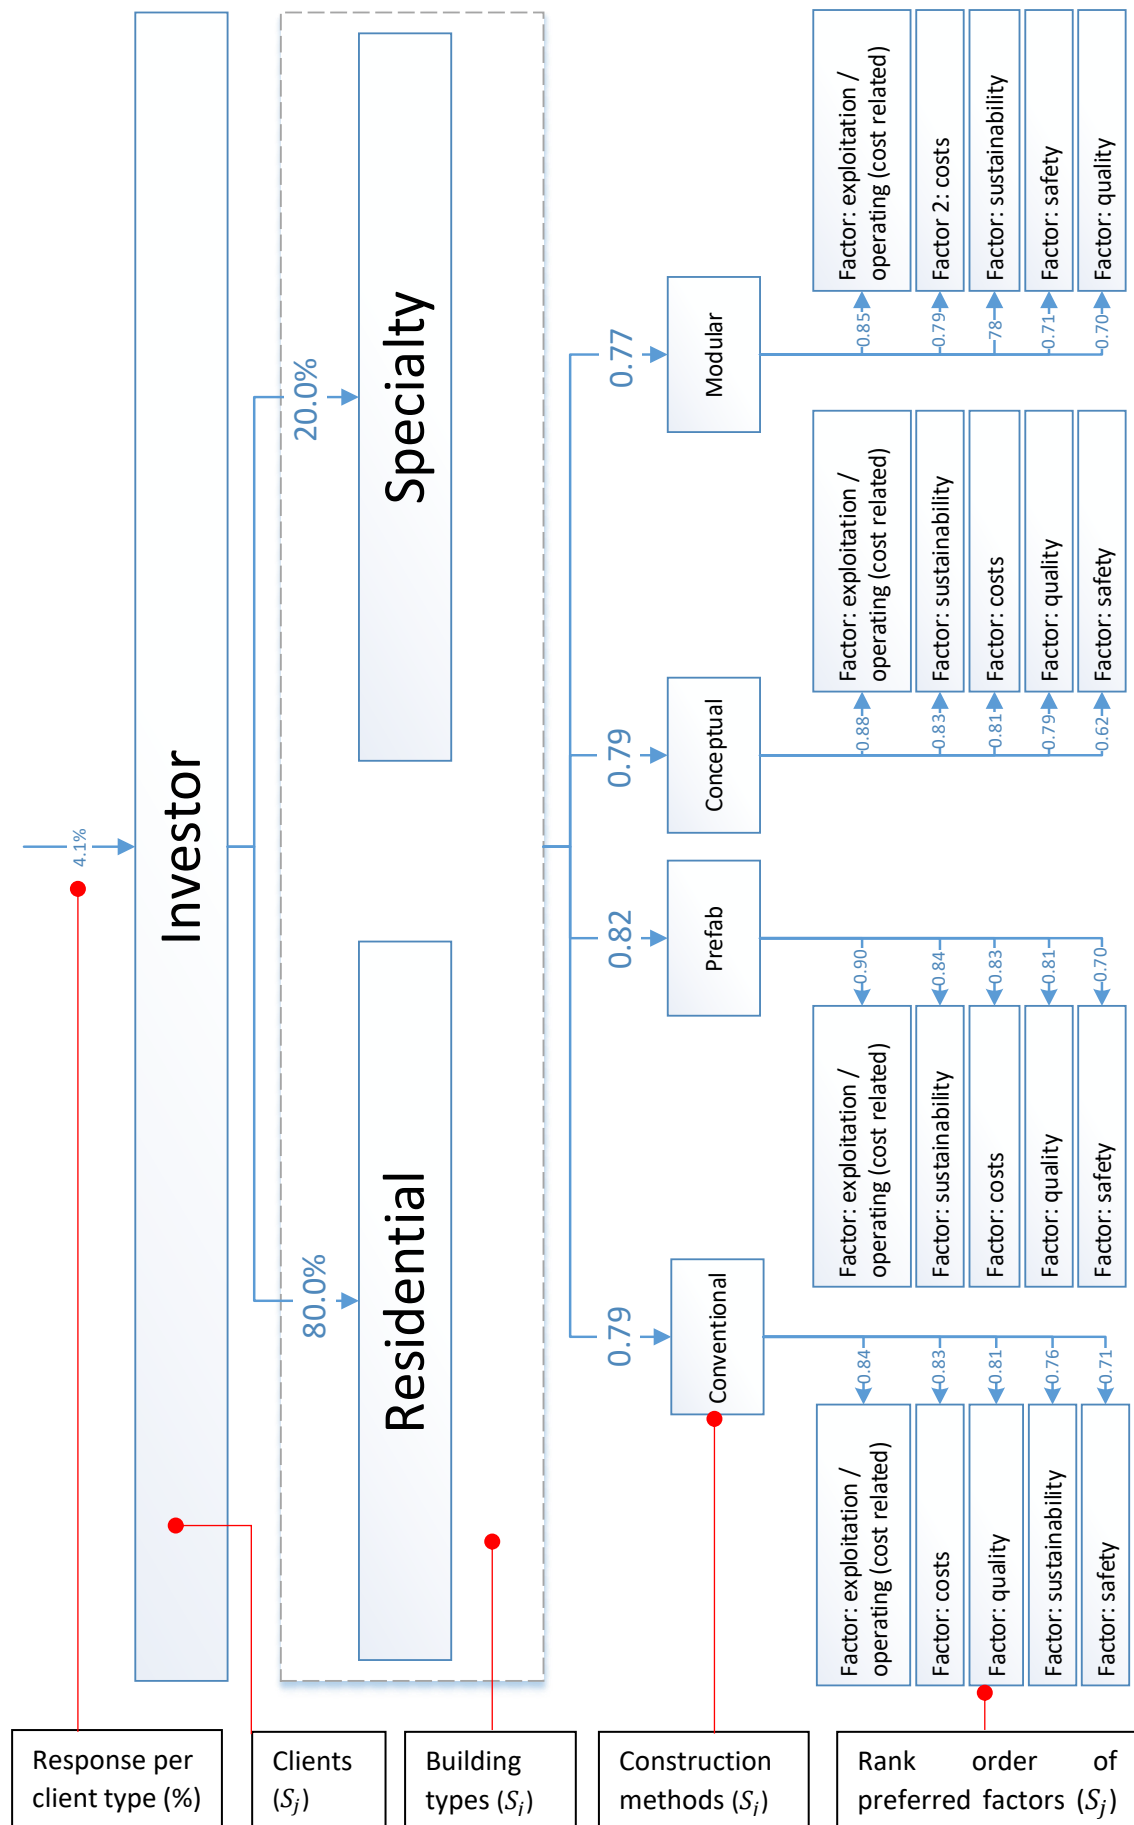 4.1%
Investor
80.0%
20.0%
Residential
Specialty
0.79
0.82
0.79
0.77
Conventional
Prefab
Conceptual
Modular
0.84
0.83
0.81
0.76
0.71
Factor: exploitation /
operating (cost related)
Factor: costs
Factor: quality
Factor: sustainability
Factor: safety
0.90
0.84
0.83
0.81
0.70
Factor: exploitation /
operating (cost related)
Factor: sustainability
Factor: costs
Factor: quality
Factor: safety
0.88
0.83
0.81
0.79
0.62
Factor: exploitation /
operating (cost related)
Factor: sustainability
Factor: costs
Factor: quality
Factor: safety
0.85
0.79
78
0.71
0.70
Factor: exploitation /
operating (cost related)
Factor 2: costs
Factor: sustainability
Factor: safety
Factor: quality
Response per
client type (%)
Clients
(Sⱼ)
Building
types (Sᵢ)
Construction
methods (Sᵢ)
Rank order of
preferred factors (Sⱼ)